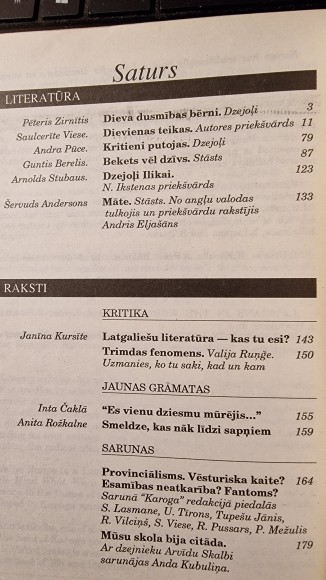 Saturs
LITERATŪRA
Pēteris Zirnītis Dieva dusmības bērni. Dzejoļi 3
Saulcerīte Viese. Dievienas teikas. Autores priekšvārds 11
Andra Pūce. Kritieni putojas. Dzejoļi 79
Guntis Berelis. Bekets vēl dzīvs. Stāsts 87
Arnolds Stubaus. Dzejoļi Ilikai. 123
N. Ikstenas priekšvārds
Šervuds Andersons Māte. Stāsts. No angļu valodas 133
tulkojis un priekšvārdu rakstījis
Andris Eljašāns
RAKSTI
KRITIKA
Janīna Kursīte Latgaliešu literatūra — kas tu esi? 143
Trimdas fenomens. Valija Ruņģe. 150
Uzmanies, ko tu saki, kad un kam
JAUNAS GRĀMATAS
Inta Čaklā “Es vienu dziesmu mūrējis...” 155
Anita Rožkalne Smeldze, kas nāk līdzi sapņiem 159
SARUNAS
Provinciālisms. Vēsturiska kaite? 164
Esamības neatkarība? Fantoms?
Sarunā "Karoga" redakcijā piedalās
S. Lasmane, U. Tīrons, Tupešu Jānis,
R. Vilciņš, S. Viese, R. Pussars, P. Mežulis
Mūsu skola bija citāda. 179
Ar dzejnieku Arvīdu Skalbi
sarunājas Anda Kubuliņa.